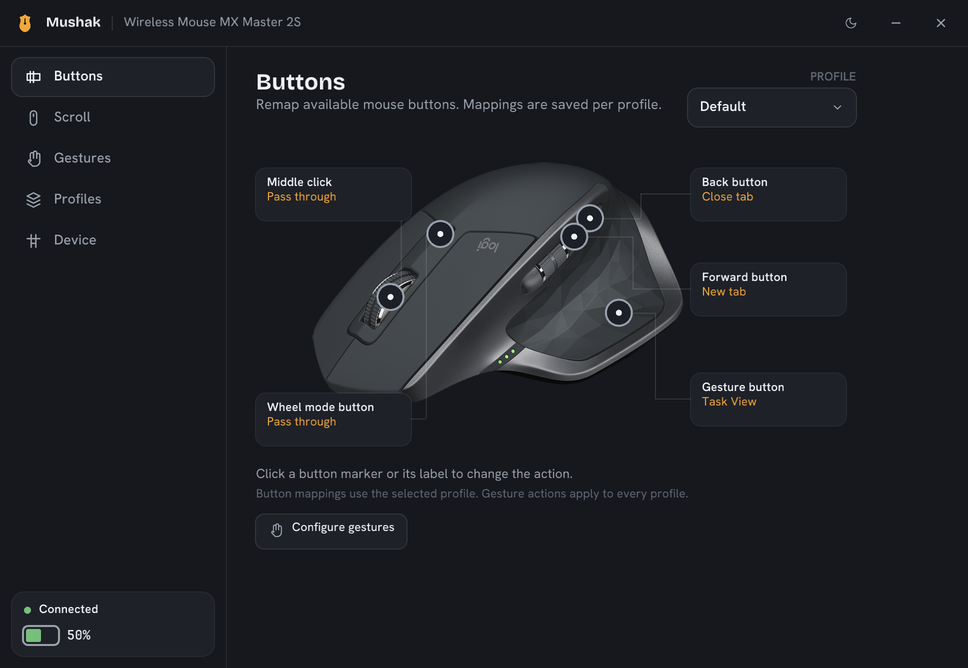 Mushak
Wireless Mouse MX Master 2S
Buttons
Scroll
Gestures
Profiles
Device
Connected
50%
Buttons
Remap available mouse buttons. Mappings are saved per profile.
PROFILE
Default
Middle click
Pass through
Back button
Close tab
logi
Forward button
New tab
Gesture button
Task View
Wheel mode button
Pass through
Click a button marker or its label to change the action.
Button mappings use the selected profile. Gesture actions apply to every profile.
Configure gestures